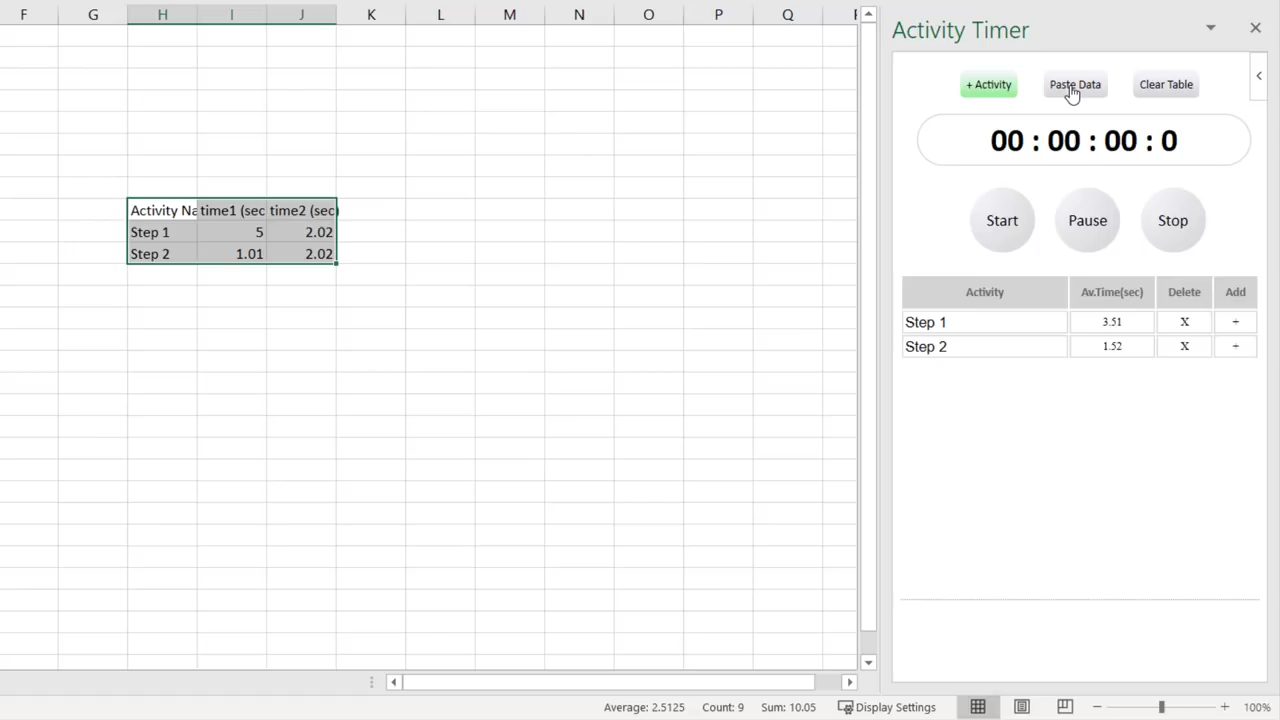 F G H I J K L M N O P Q
Activity Timer
+ Activity Paste Data Clear Table
00 : 00 : 00 : 0
Start Pause Stop
Activity Na time1 (sec time2 (sec)
Step 1 5 2.02
Step 2 1.01 2.02
Activity Av.Time(sec) Delete Add
Step 1 3.51 X +
Step 2 1.52 X +
Average: 2.5125 Count: 9 Sum: 10.05 Display Settings 100%